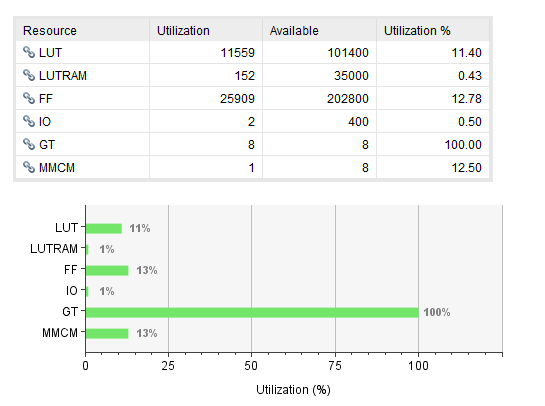 Resource Utilization Available Utilization %
LUT 11559 101400 11.40
LUTRAM 152 35000 0.43
FF 25909 202800 12.78
IO 2 400 0.50
GT 8 8 100.00
MMCM 1 8 12.50
LUT 11%
LUTRAM 1%
FF 13%
IO 1%
GT 100%
MMCM 13%
0 25 50 75 100
Utilization (%)